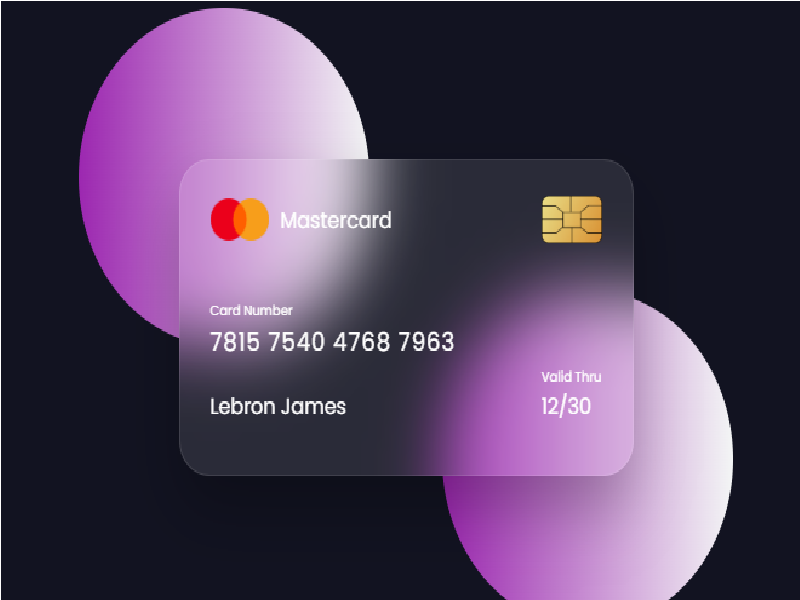 Mastercard
Card Number
7815 7540 4768 7963
Valid Thru
Lebron James
12/30